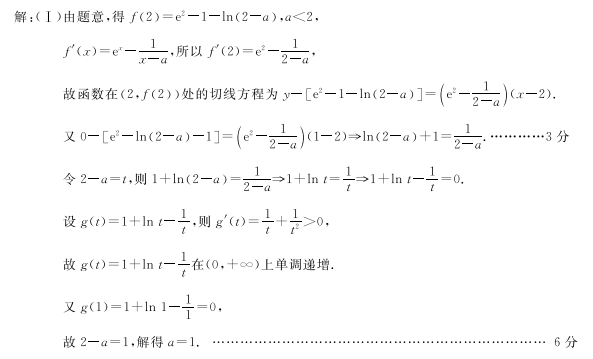 解:(Ⅰ)由题意,得 f(2)=e²-1-ln(2-a),a<2,
f′(x)=eˣ-1/(x-a),所以 f′(2)=e²-1/(2-a),
故函数在(2,f(2))处的切线方程为 y-[e²-1-ln(2-a)]=(e²-1/(2-a))(x-2).
又 0-[e²-ln(2-a)-1]=(e²-1/(2-a))(1-2)⇒ln(2-a)+1=1/(2-a). …………3 分
令 2-a=t,则 1+ln(2-a)=1/(2-a)⇒1+ln t=1/t⇒1+ln t-1/t=0.
设 g(t)=1+ln t-1/t,则 g′(t)=1/t+1/t²>0,
故 g(t)=1+ln t-1/t在(0,+∞)上单调递增.
又 g(1)=1+ln 1-1/1=0,
故 2-a=1,解得 a=1. ……………………………………………………………… 6 分